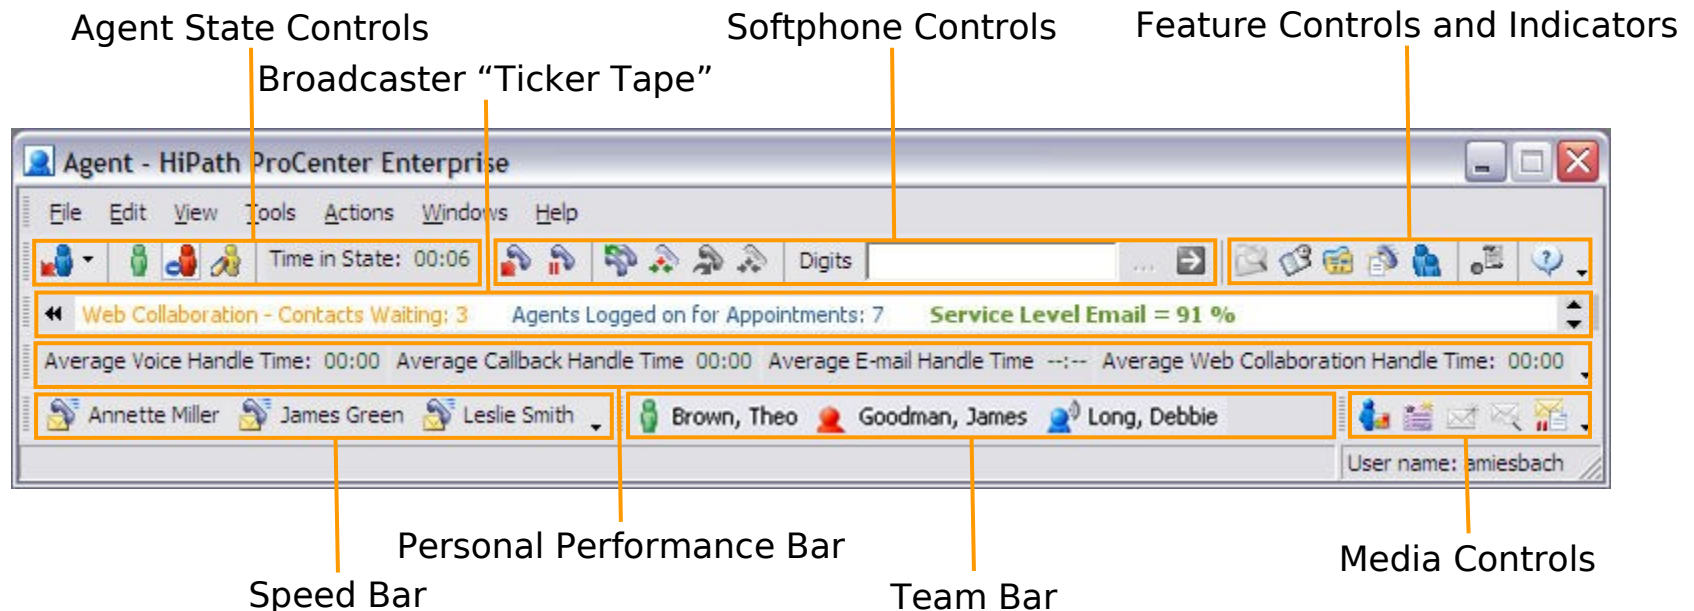 Agent State Controls
Softphone Controls
Feature Controls and Indicators
Broadcaster “Ticker Tape”
Agent - HiPath ProCenter Enterprise
File Edit View Tools Actions Windows Help
Time in State: 00:06 Digits ...
Web Collaboration - Contacts Waiting: 3 Agents Logged on for Appointments: 7 Service Level Email = 91 %
Average Voice Handle Time: 00:00 Average Callback Handle Time 00:00 Average E-mail Handle Time --:-- Average Web Collaboration Handle Time: 00:00
Annette Miller James Green Leslie Smith Brown, Theo Goodman, James Long, Debbie
User name: amiesbach
Personal Performance Bar
Media Controls
Speed Bar
Team Bar